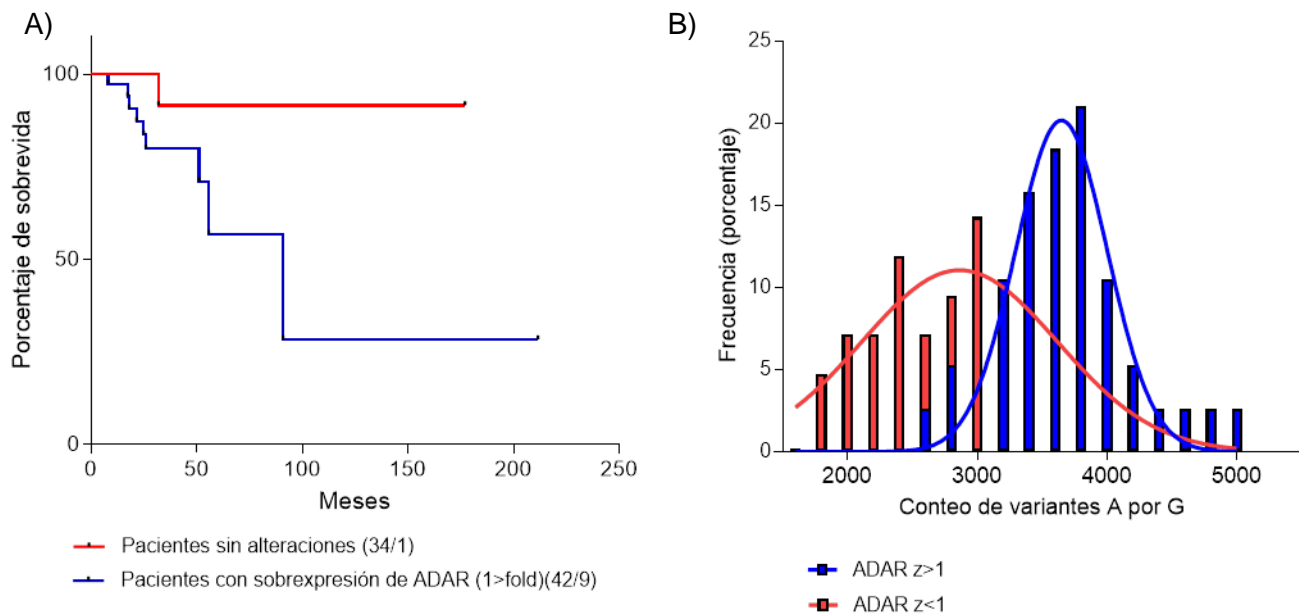 A)
Porcentaje de sobrevida
100
50
0
0 50 100 150 200 250
Meses
Pacientes sin alteraciones (34/1)
Pacientes con sobrexpresión de ADAR (1>fold)(42/9)
B)
Frecuencia (porcentaje)
25
20
15
10
5
0
2000 3000 4000 5000
Conteo de variantes A por G
ADAR z>1
ADAR z<1